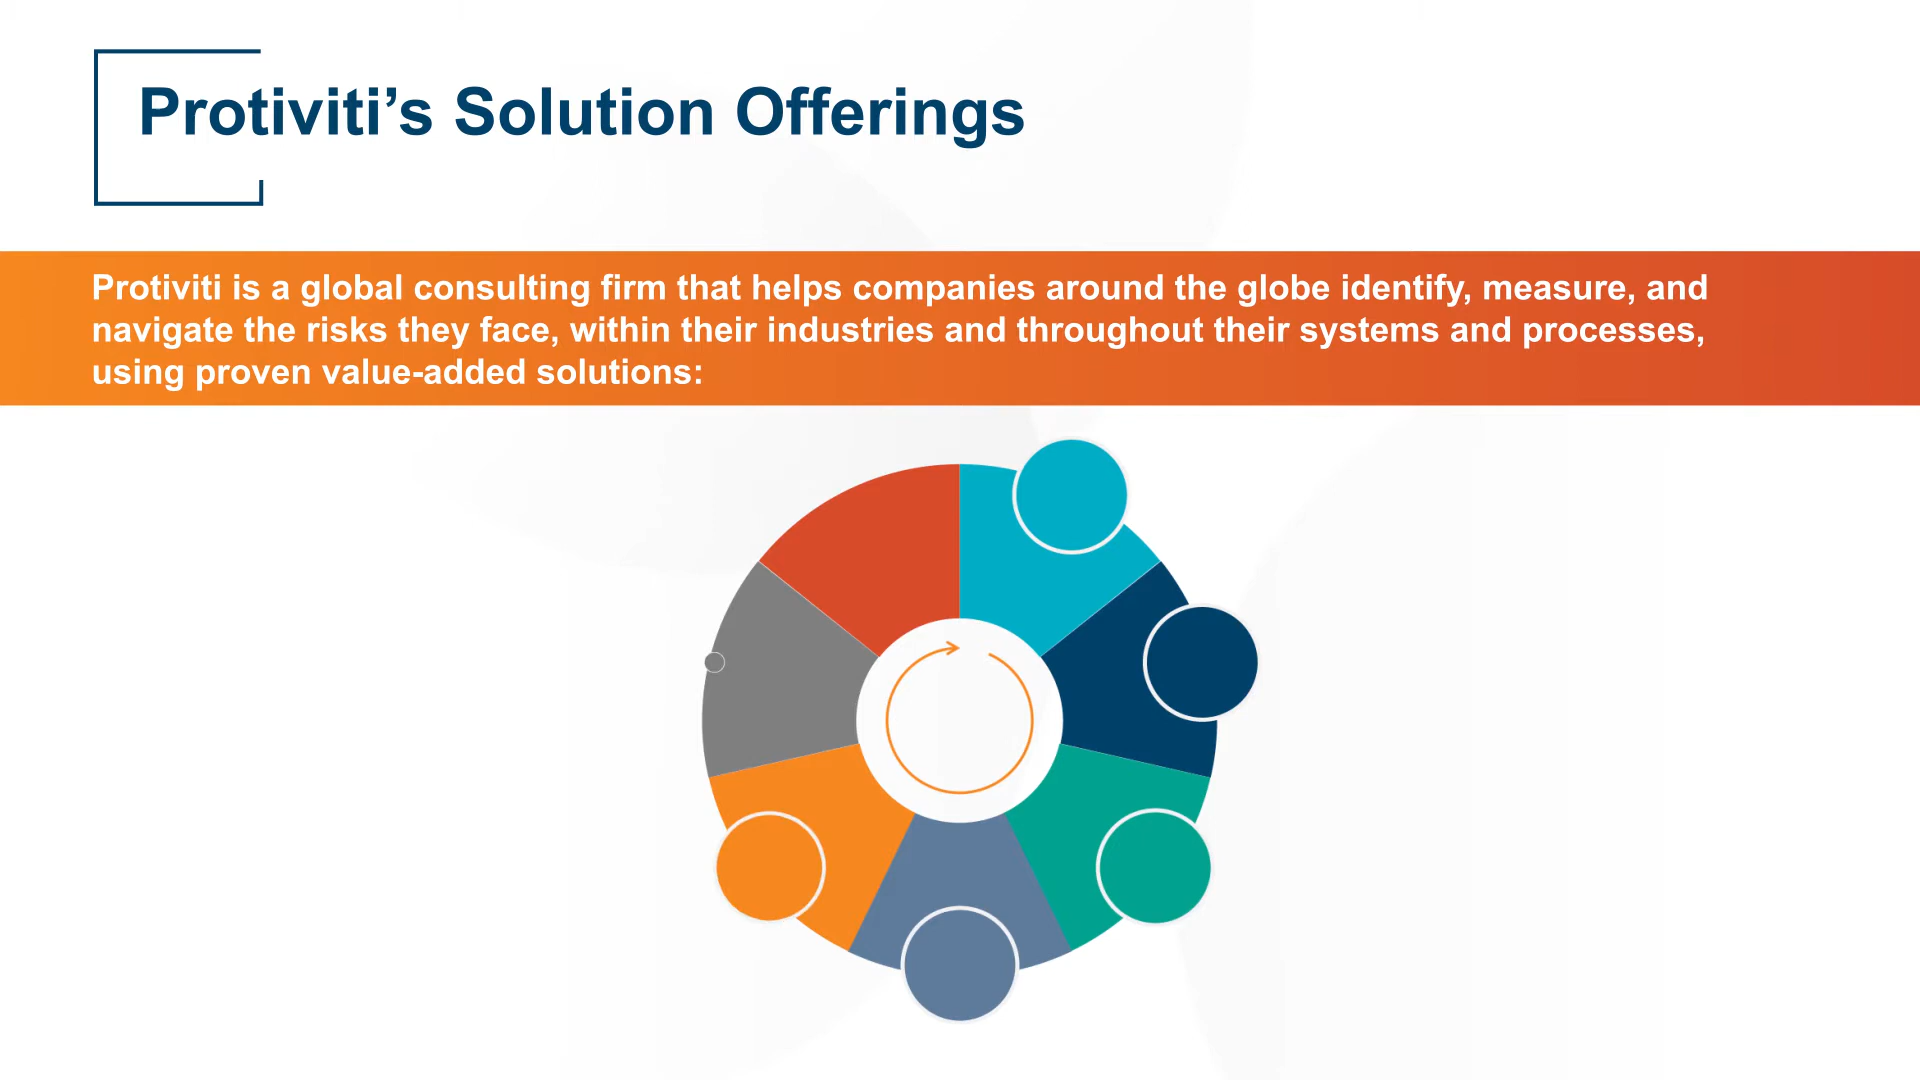 Protiviti’s Solution Offerings
Protiviti is a global consulting firm that helps companies around the globe identify, measure, and
navigate the risks they face, within their industries and throughout their systems and processes,
using proven value-added solutions: